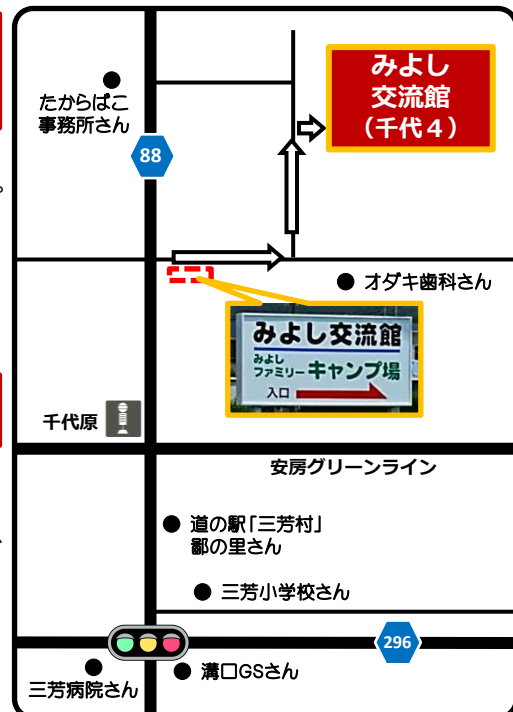 みよし
交流館
(千代4)
たからばこ
事務所さん
88
オダキ歯科さん
みよし交流館
みよし
ファミリーキャンプ場
入口
千代原
安房グリーンライン
道の駅「三芳村」
鄙の里さん
三芳小学校さん
296
溝口GSさん
三芳病院さん